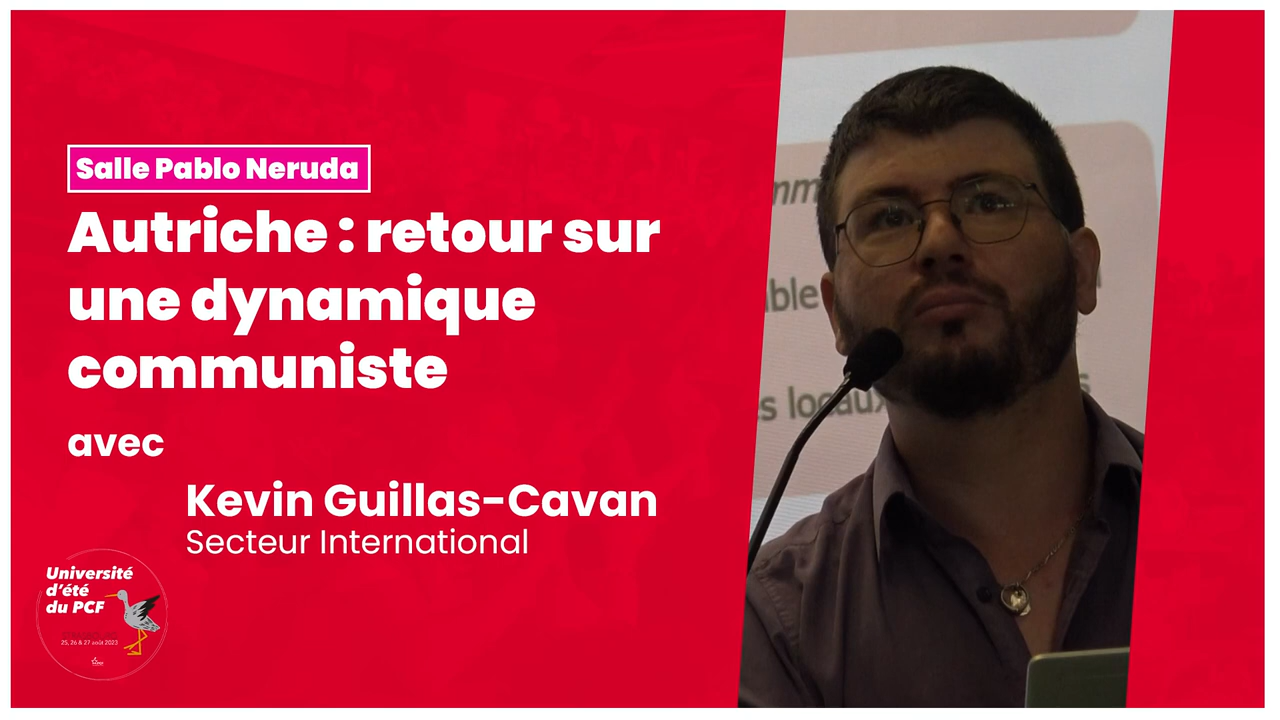 Salle Pablo Neruda
Autriche : retour sur
une dynamique
communiste
avec
Kevin Guillas-Cavan
Secteur International
Université
d'été
du PCF
25, 26 & 27 août 2023